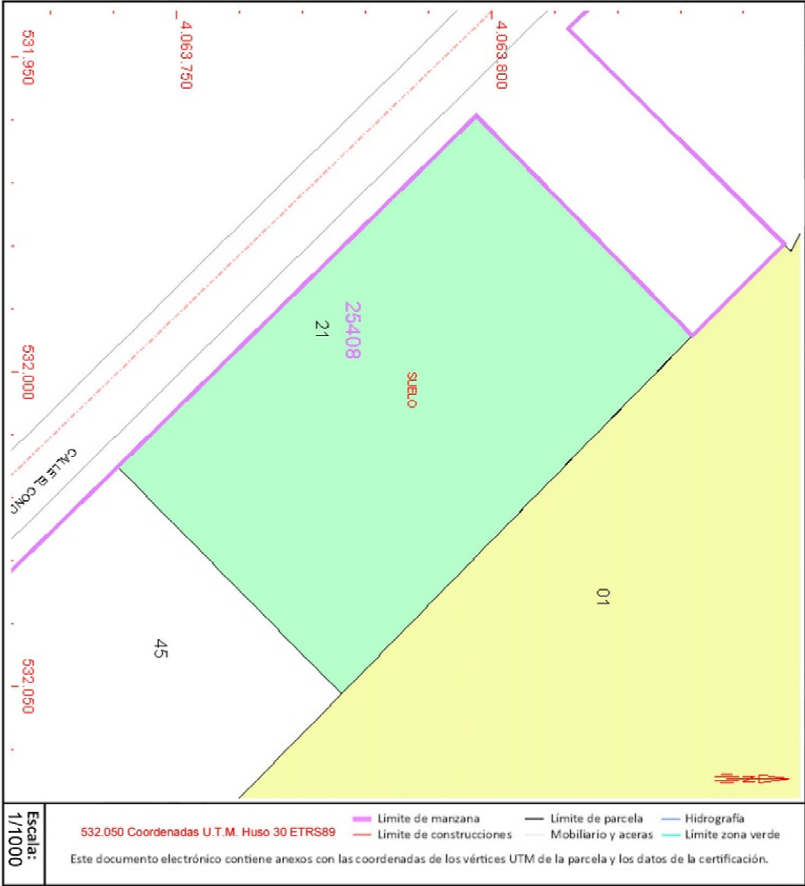 4.063.750
4.063.800
531.950
532.000
532.050
25408
21
SUELO
CALLE EL COND
01
45
N
Escala:
1/1000
532.050 Coordenadas U.T.M. Huso 30 ETRS89
Límite de manzana
Límite de parcela
Hidrografía
Límite de construcciones
Mobiliario y aceras
Límite zona verde
Este documento electrónico contiene anexos con las coordenadas de los vértices UTM de la parcela y los datos de la certificación.